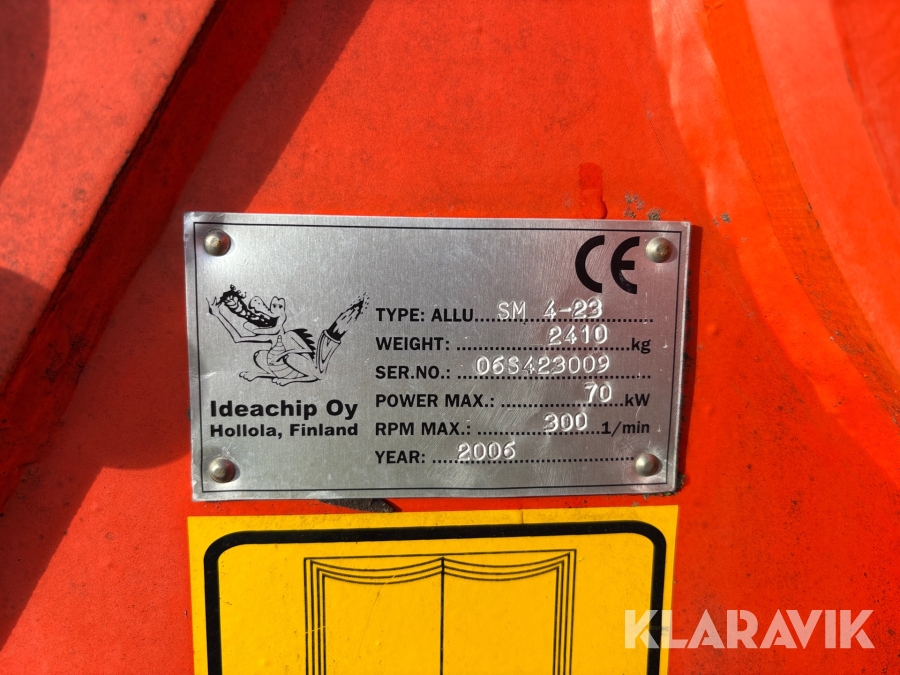 CE
TYPE: ALLU SM 4-23
WEIGHT: 2410 kg
SER.NO.: 06S423009
POWER MAX.: 70 kW
RPM MAX.: 300 1/min
YEAR: 2006
Ideachip Oy
Hollola, Finland
KLARAVIK